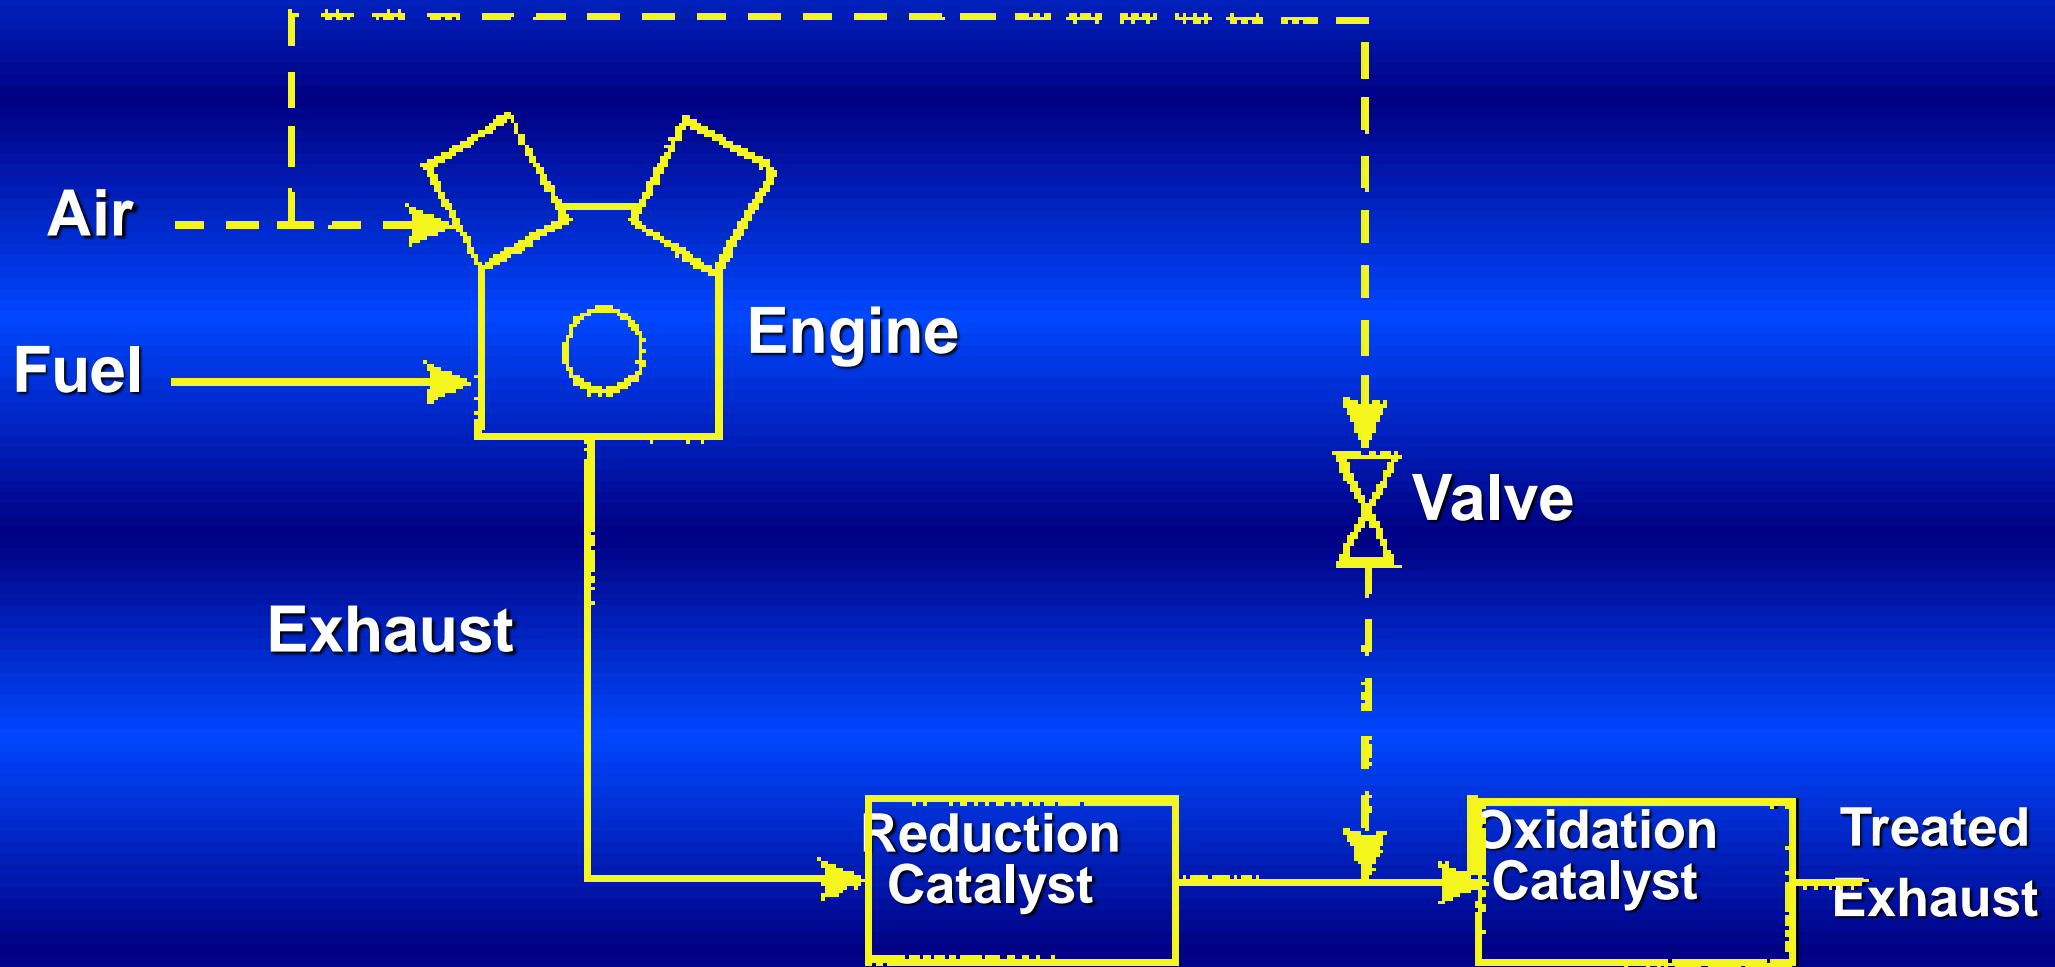 Air
Fuel
Engine
Valve
Exhaust
Reduction
Catalyst
Oxidation
Catalyst
Treated
Exhaust